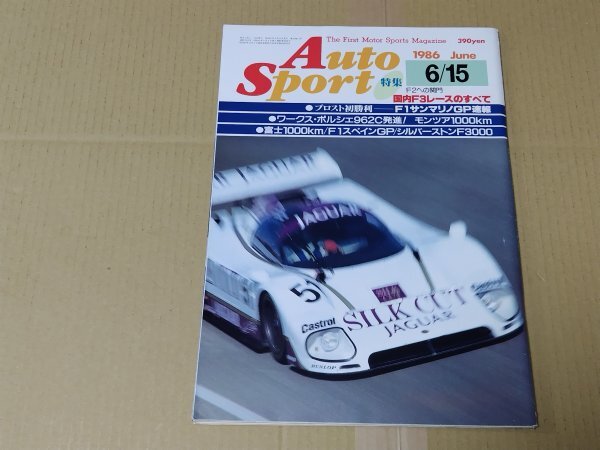 The First Motor Sports Magazine
390yen
Auto
Sport
1986 June
6/15
特集
F2への関門
国内F3レースのすべて
●プロスト初勝利——F1サンマリノGP速報
●ワークス・ポルシェ962C発進! モンツア1000km
●富士1000km/F1スペインGP/シルバーストンF3000
JAGUAR
JAGUAR
5
Castrol
SILK CUT
JAGUAR
Castrol
DUNLOP